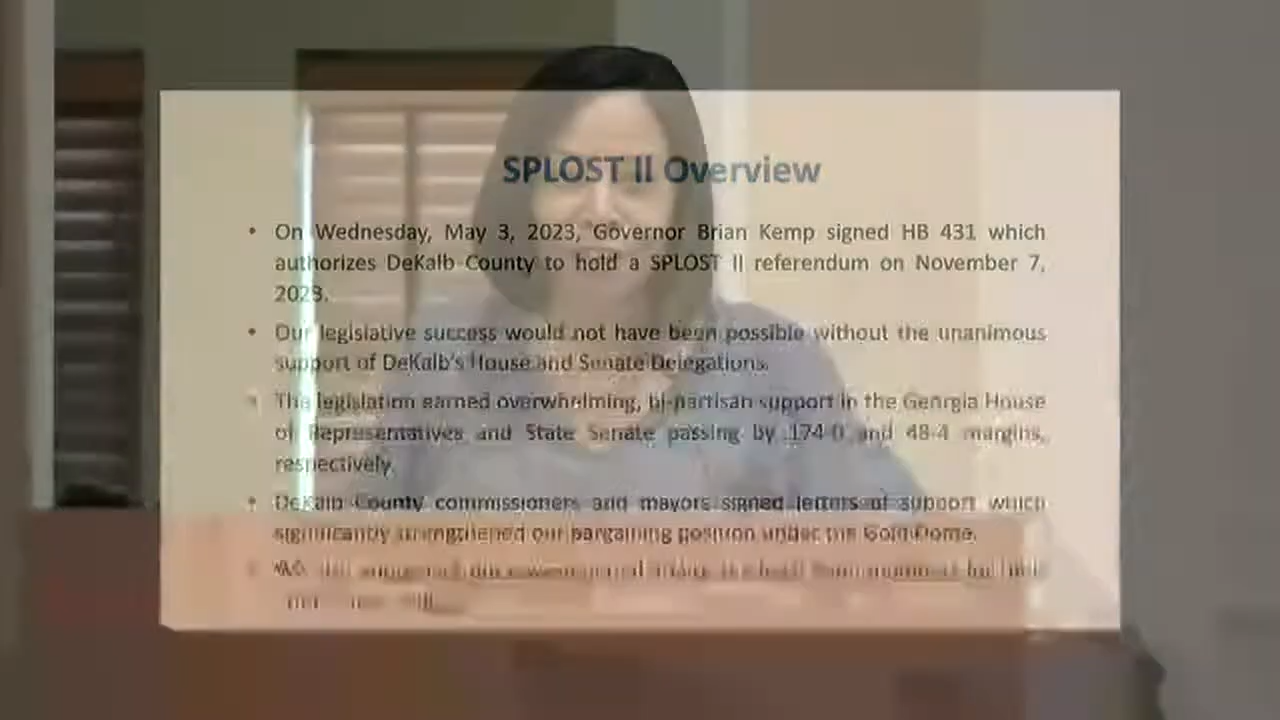 SPLOST II Overview
• On Wednesday, May 3, 2023, Governor Brian Kemp signed HB 431 which
authorizes DeKalb County to hold a SPLOST II referendum on November 7,
2023.
• Our legislative success would not have been possible without the unanimous
support of DeKalb's House and Senate Delegations.
• The legislation earned overwhelming, bi-partisan support in the Georgia House
of Representatives and State Senate passing by 174-0 and 48-4 margins,
respectively.
• DeKalb County commissioners and mayors signed letters of support which
significantly strengthened our bargaining position under the Gold Dome.